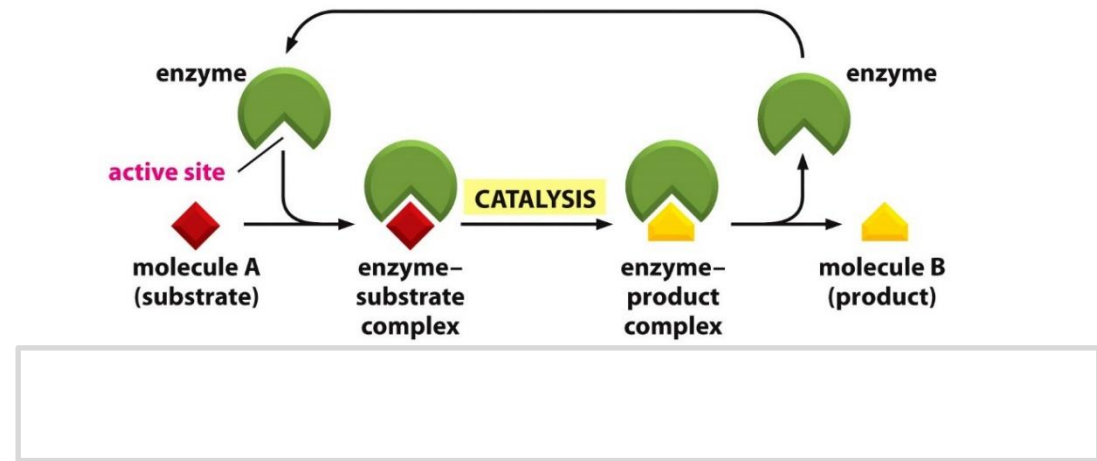 enzyme
enzyme
active site
CATALYSIS
molecule A
(substrate)
enzyme–
substrate
complex
enzyme–
product
complex
molecule B
(product)